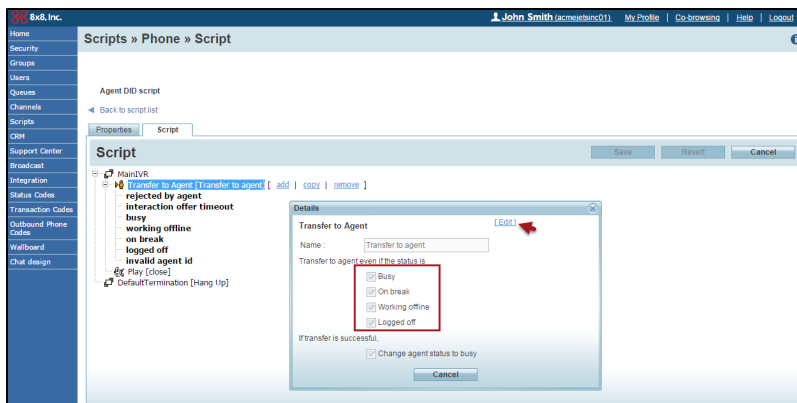 8x8, Inc.
John Smith (acmejetsinc01) My Profile | Co-browsing | Help | Logout
Home
Security
Groups
Users
Queues
Channels
Scripts
CRM
Support Center
Broadcast
Integration
Status Codes
Transaction Codes
Outbound Phone
Codes
Wallboard
Chat design
Scripts » Phone » Script
Agent DID script
Back to script list
Properties Script
Script
Save Revert Cancel
MainIVR
Transfer to Agent [Transfer to agent] [ add | copy | remove ]
rejected by agent
interaction offer timeout
busy
working offline
on break
logged off
invalid agent id
Play [close]
DefaultTermination [Hang Up]
Details
Transfer to Agent [Edit]
Name : Transfer to agent
Transfer to agent even if the status is
Busy
On break
Working offline
Logged off
If transfer is successful,
Change agent status to busy
Cancel